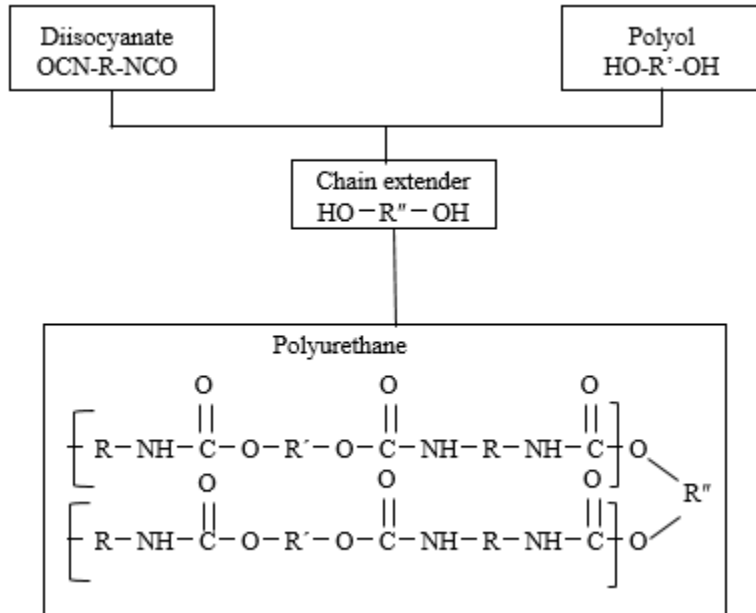 Diisocyanate
OCN-R-NCO
Polyol
HO-R’-OH
Chain extender
HO－R″－OH
Polyurethane
O O O
R－NH－C－O－R´－O－C－NH－R－NH－C－O
R″
O O O
R－NH－C－O－R´－O－C－NH－R－NH－C－O